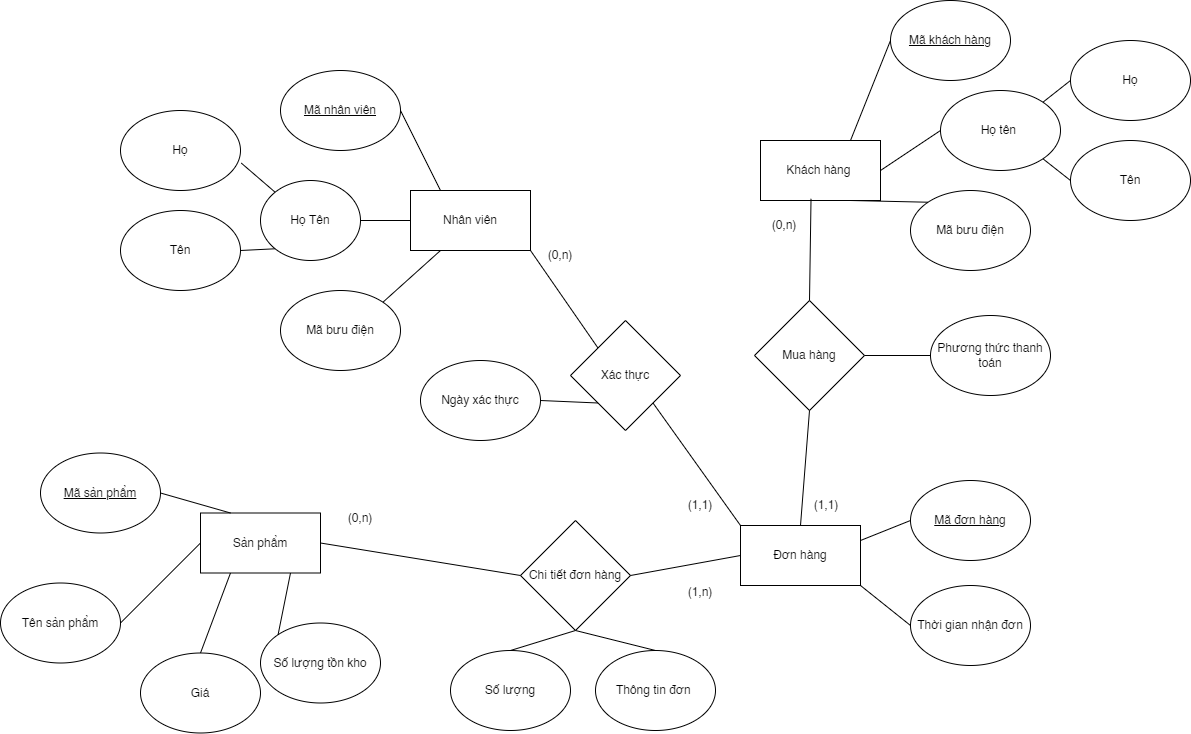 Mã khách hàng
Họ
Mã nhân viên
Họ tên
Họ
Khách hàng
Tên
Họ Tên
Nhân viên
(0,n)
Mã bưu điện
Tên
(0,n)
Mã bưu điện
Mua hàng
Phương thức thanh
toán
Xác thực
Ngày xác thực
Mã sản phẩm
(1,1)
(1,1)
(0,n)
Mã đơn hàng
Sản phẩm
Đơn hàng
Chi tiết đơn hàng
(1,n)
Tên sản phẩm
Thời gian nhận đơn
Số lượng tồn kho
Giá
Số lượng
Thông tin đơn